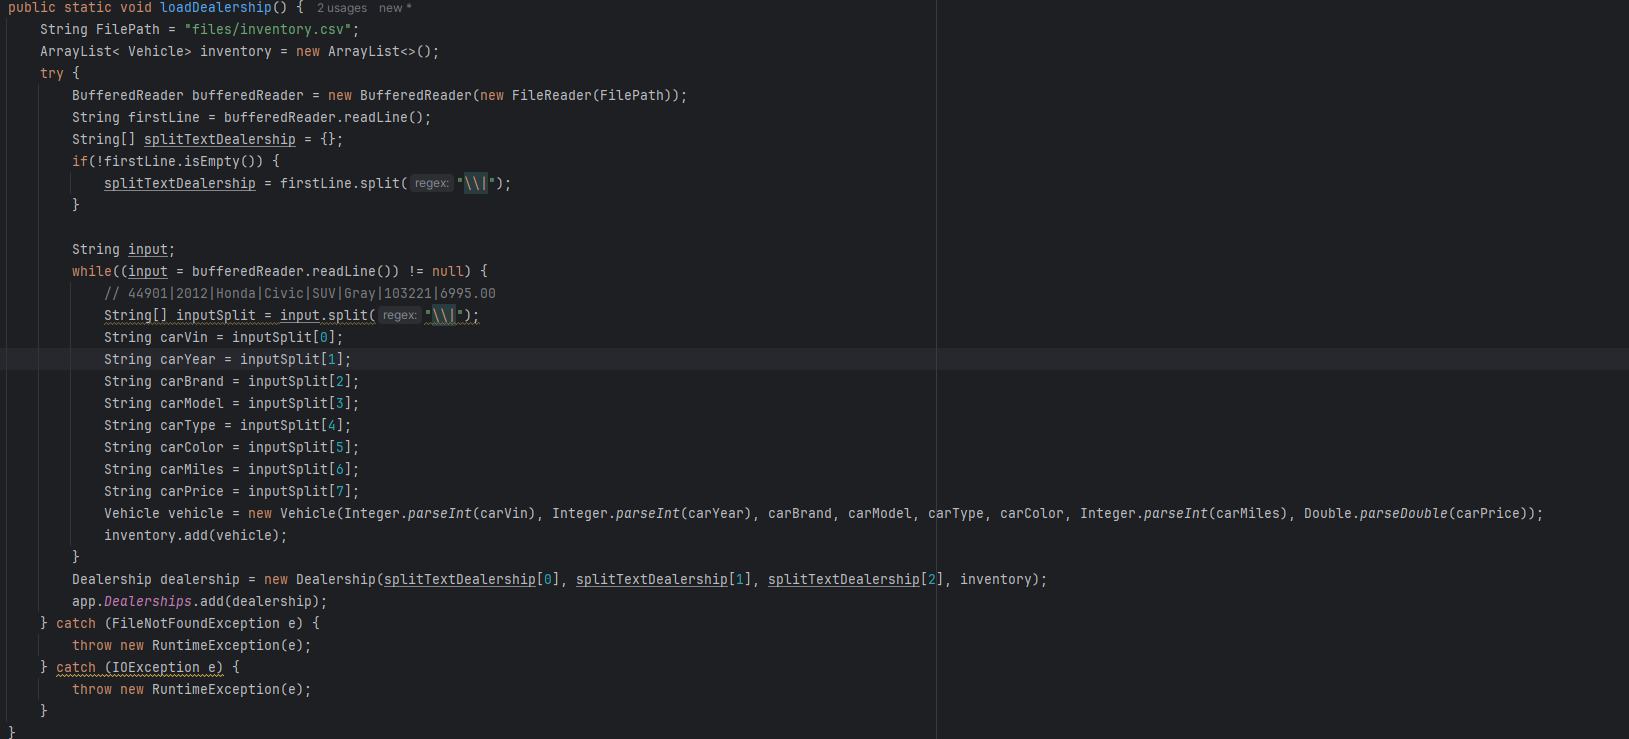 public static void loadDealership() { 2 usages new *
    String FilePath = "files/inventory.csv";
    ArrayList< Vehicle> inventory = new ArrayList<>();
    try {
        BufferedReader bufferedReader = new BufferedReader(new FileReader(FilePath));
        String firstLine = bufferedReader.readLine();
        String[] splitTextDealership = {};
        if(!firstLine.isEmpty()) {
            splitTextDealership = firstLine.split( regex: "\\|");
        }

        String input;
        while((input = bufferedReader.readLine()) != null) {
            // 44901|2012|Honda|Civic|SUV|Gray|103221|6995.00
            String[] inputSplit = input.split( regex: "\\|");
            String carVin = inputSplit[0];
            String carYear = inputSplit[1];
            String carBrand = inputSplit[2];
            String carModel = inputSplit[3];
            String carType = inputSplit[4];
            String carColor = inputSplit[5];
            String carMiles = inputSplit[6];
            String carPrice = inputSplit[7];
            Vehicle vehicle = new Vehicle(Integer.parseInt(carVin), Integer.parseInt(carYear), carBrand, carModel, carType, carColor, Integer.parseInt(carMiles), Double.parseDouble(carPrice));
            inventory.add(vehicle);
        }
        Dealership dealership = new Dealership(splitTextDealership[0], splitTextDealership[1], splitTextDealership[2], inventory);
        app.Dealerships.add(dealership);
    } catch (FileNotFoundException e) {
        throw new RuntimeException(e);
    } catch (IOException e) {
        throw new RuntimeException(e);
    }
}